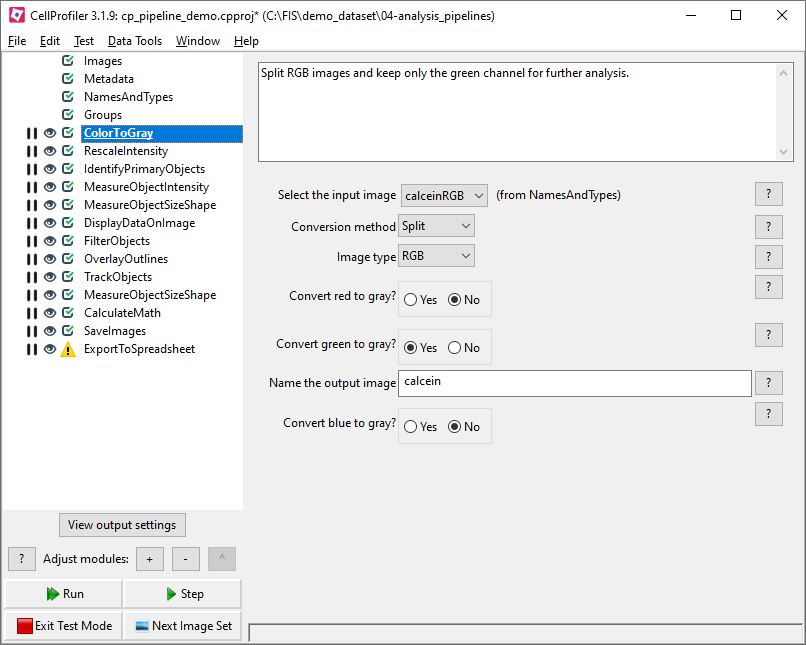 CellProfiler 3.1.9: cp_pipeline_demo.cpproj* (C:\FIS\demo_dataset\04-analysis_pipelines)
File Edit Test Data Tools Window Help
Images
Metadata
NamesAndTypes
Groups
ColorToGray
RescaleIntensity
IdentifyPrimaryObjects
MeasureObjectIntensity
MeasureObjectSizeShape
DisplayDataOnImage
FilterObjects
OverlayOutlines
TrackObjects
MeasureObjectSizeShape
CalculateMath
SaveImages
ExportToSpreadsheet
View output settings
? Adjust modules: + - ^
Run Step
Exit Test Mode Next Image Set
Split RGB images and keep only the green channel for further analysis.
Select the input image calceinRGB (from NamesAndTypes) ?
Conversion method Split ?
Image type RGB ?
Convert red to gray? Yes No ?
Convert green to gray? Yes No ?
Name the output image calcein ?
Convert blue to gray? Yes No ?